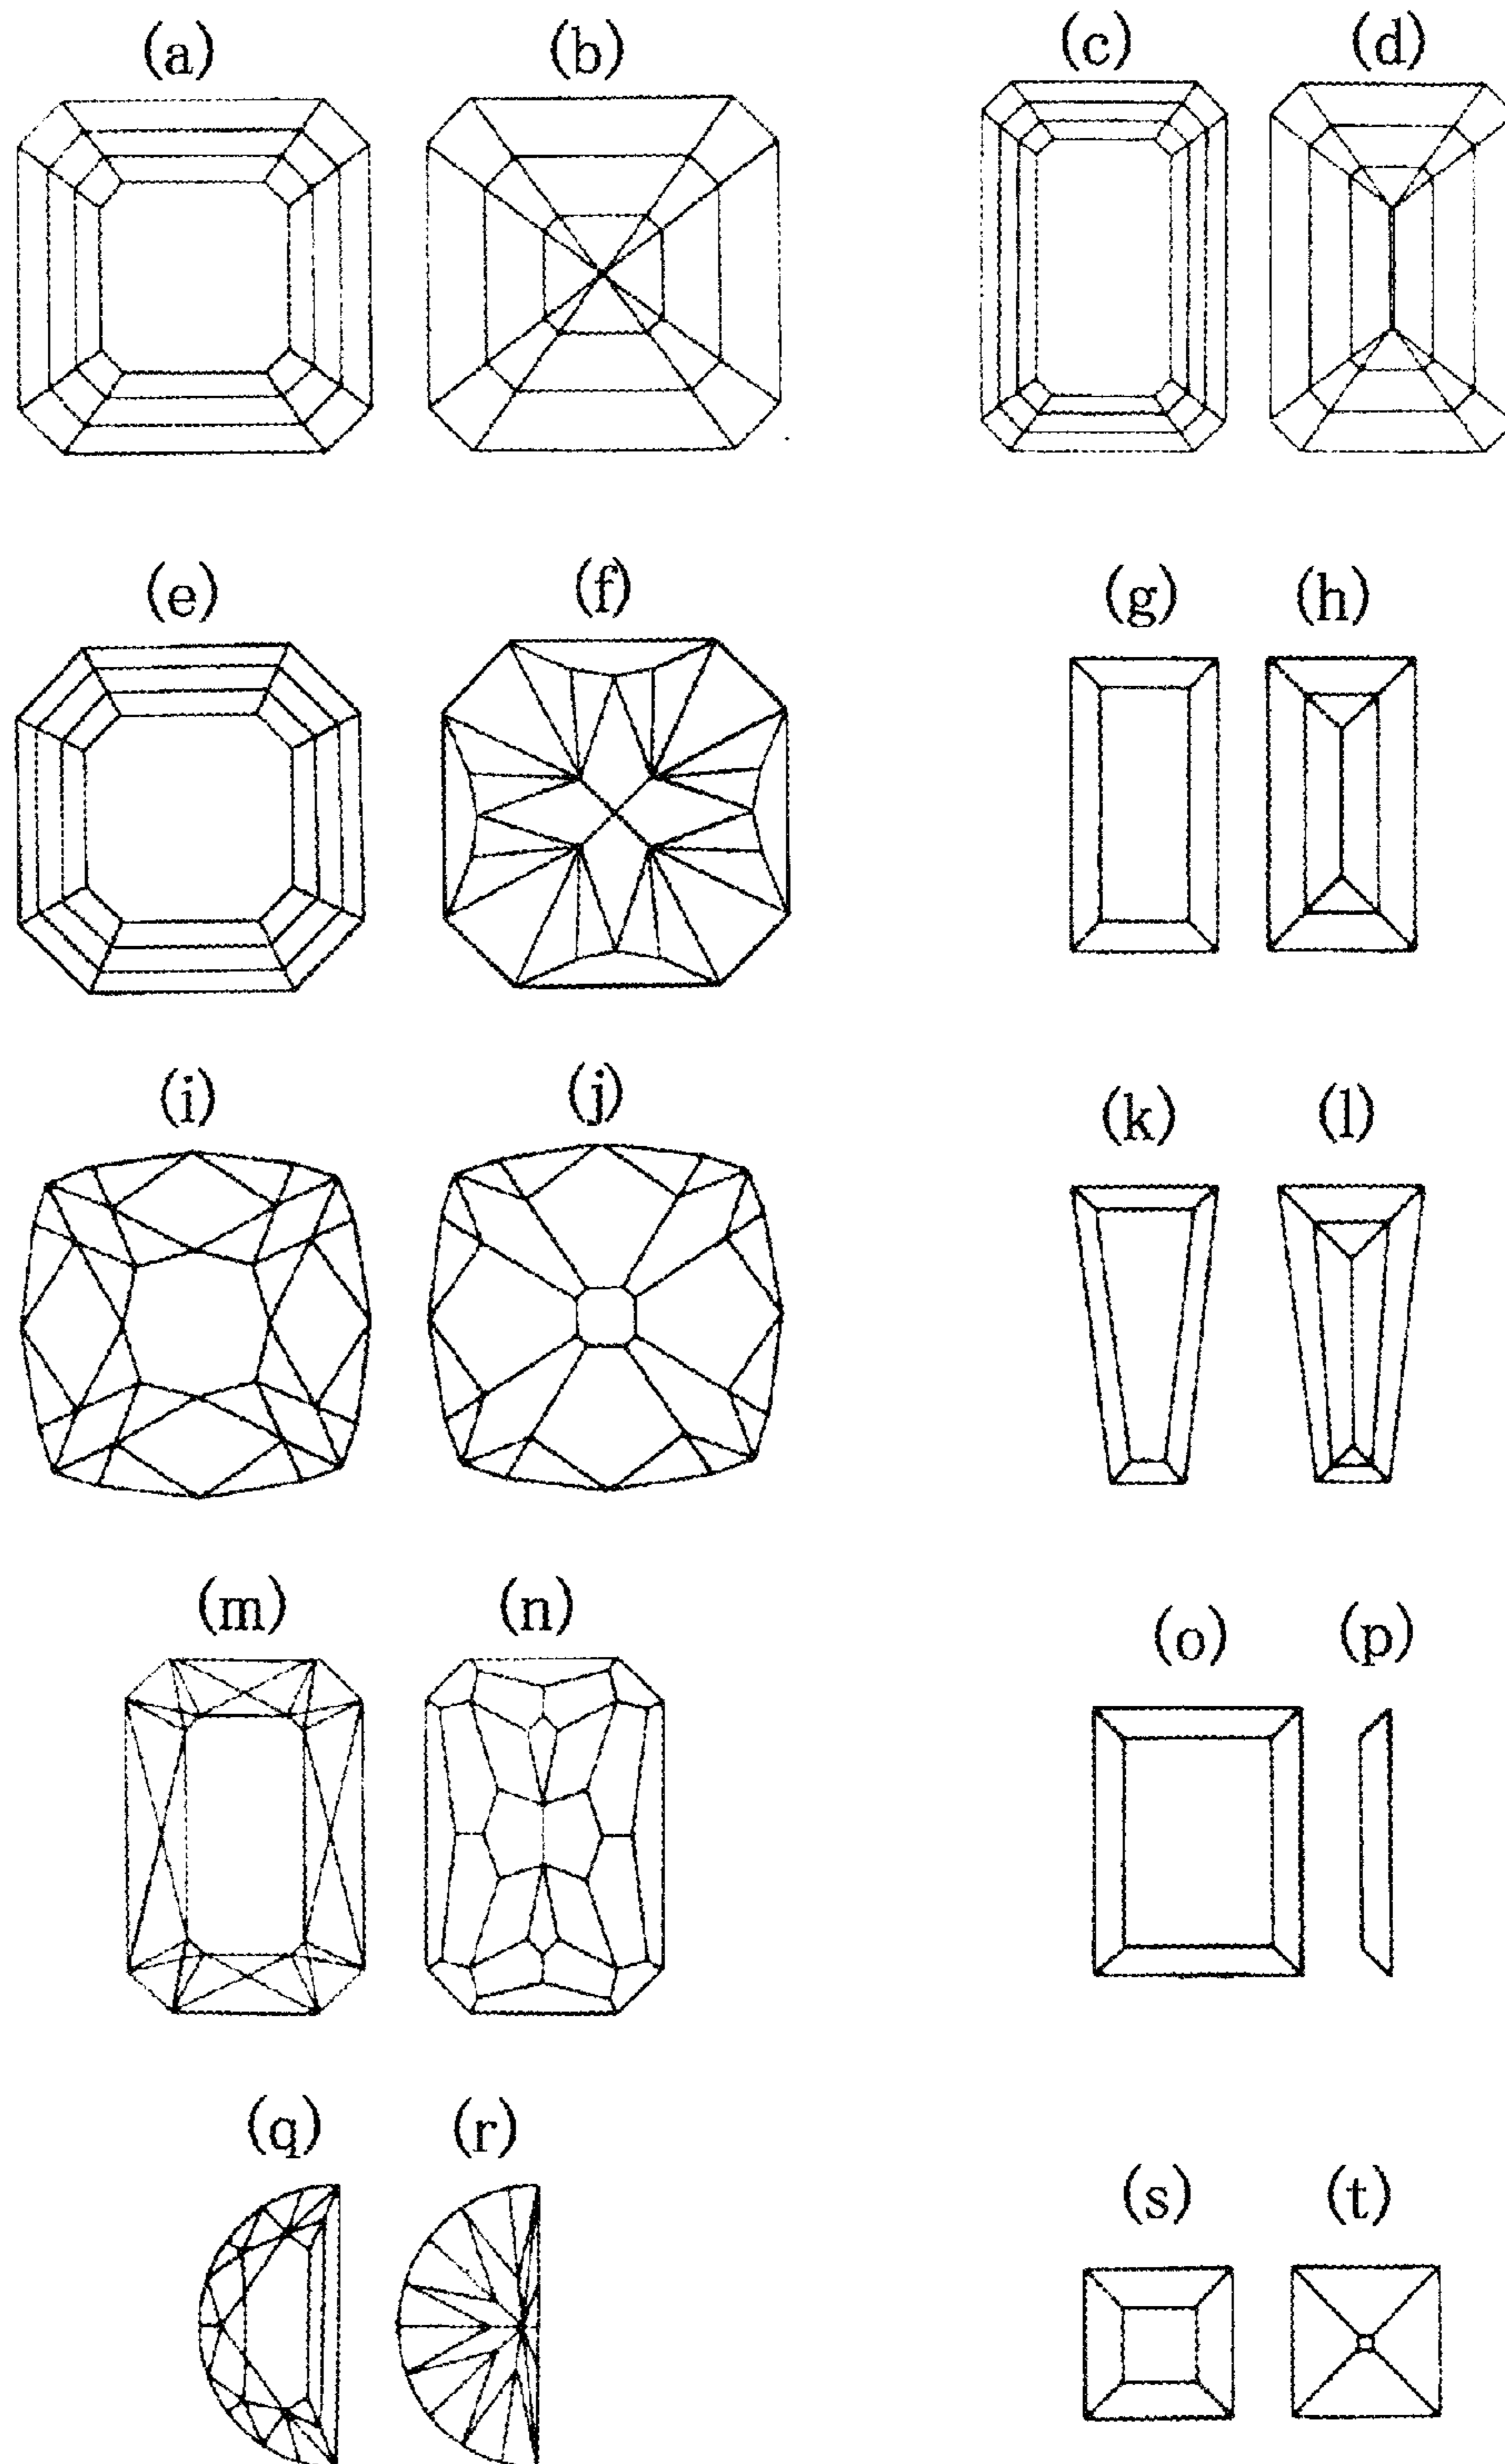 (a) (b) (c) (d)
(e) (f) (g) (h)
(i) (j) (k) (l)
(m) (n) (o) (p)
(q) (r) (s) (t)